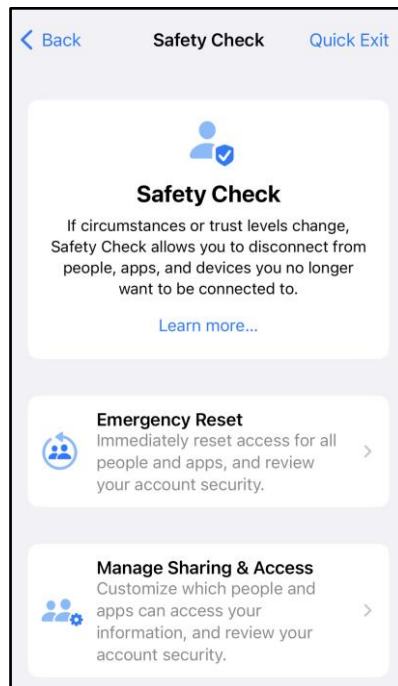 Back Safety Check Quick Exit
Safety Check
If circumstances or trust levels change,
Safety Check allows you to disconnect from
people, apps, and devices you no longer
want to be connected to.
Learn more...
Emergency Reset
Immediately reset access for all
people and apps, and review
your account security.
Manage Sharing & Access
Customize which people and
apps can access your
information, and review your
account security.